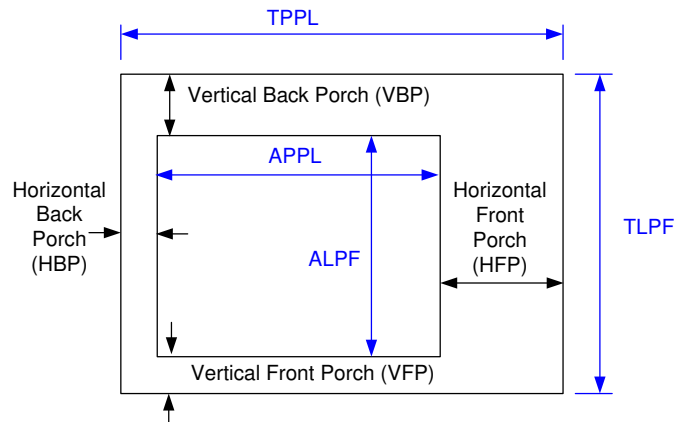 TPPL
Vertical Back Porch (VBP)
APPL
Horizontal
Back
Porch
(HBP)
Horizontal
Front
Porch
(HFP)
ALPF
TLPF
Vertical Front Porch (VFP)